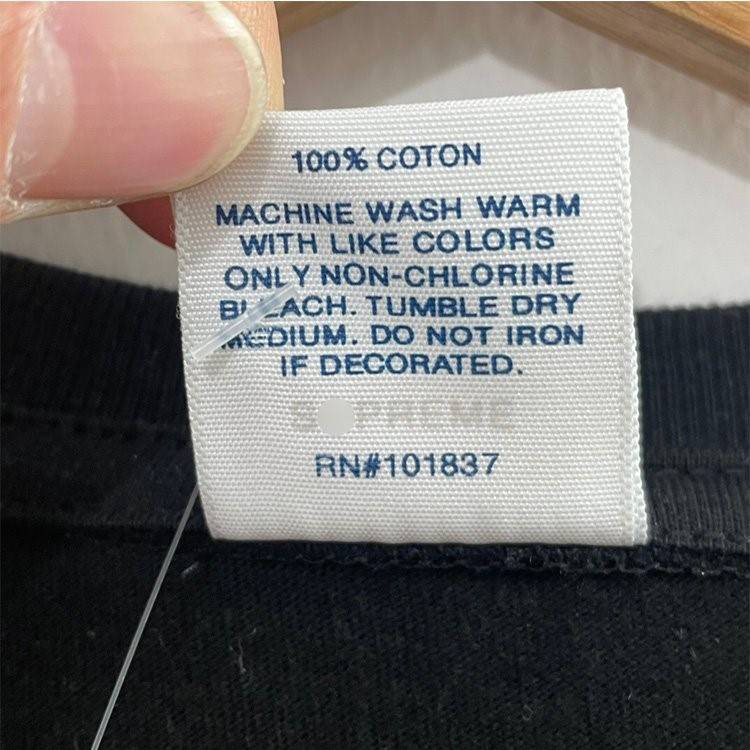 100% COTON
MACHINE WASH WARM
WITH LIKE COLORS
ONLY NON-CHLORINE
BLEACH. TUMBLE DRY
MEDIUM. DO NOT IRON
IF DECORATED.
RN#101837